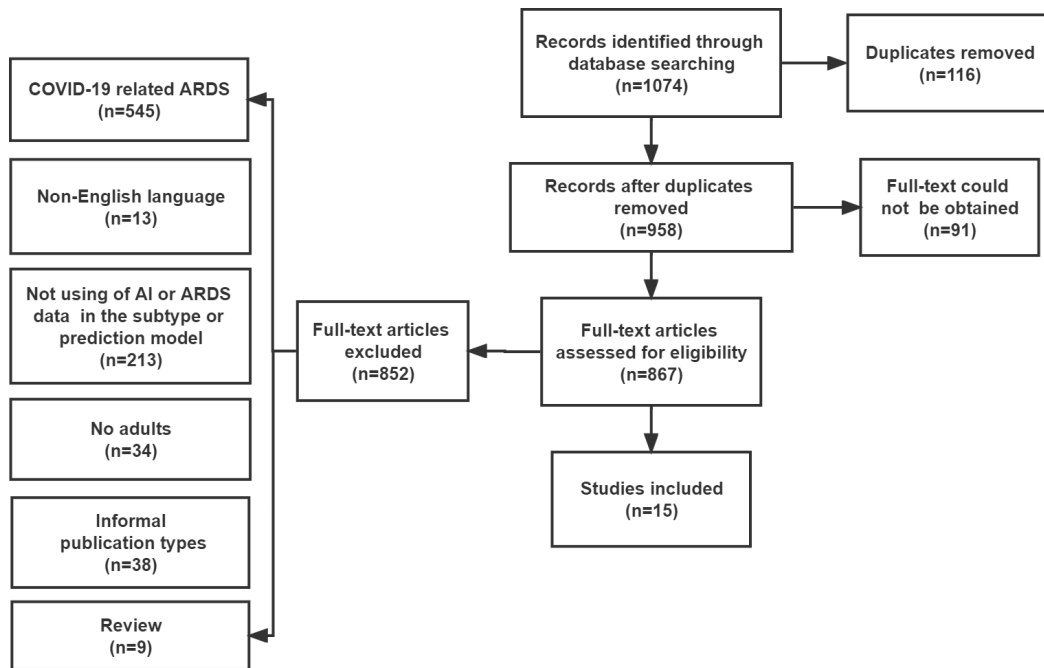 Records identified through
database searching
(n=1074)
Duplicates removed
(n=116)
Records after duplicates
removed
(n=958)
Full-text could
not be obtained
(n=91)
Full-text articles
assessed for eligibility
(n=867)
Full-text articles
excluded
(n=852)
Studies included
(n=15)
COVID-19 related ARDS
(n=545)
Non-English language
(n=13)
Not using of AI or ARDS
data in the subtype or
prediction model
(n=213)
No adults
(n=34)
Informal
publication types
(n=38)
Review
(n=9)